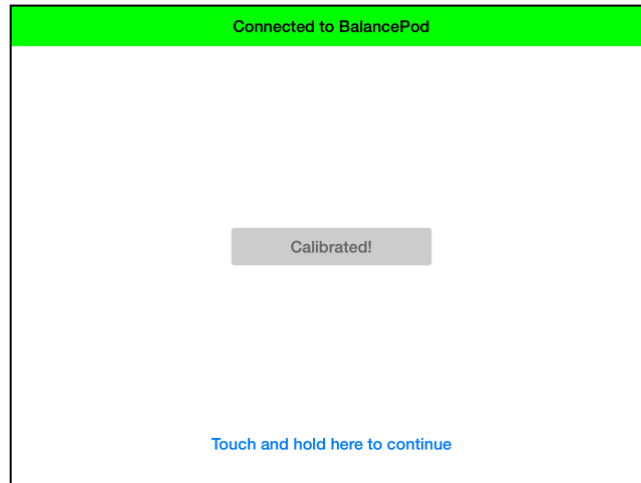 Connected to BalancePod
Calibrated!
Touch and hold here to continue